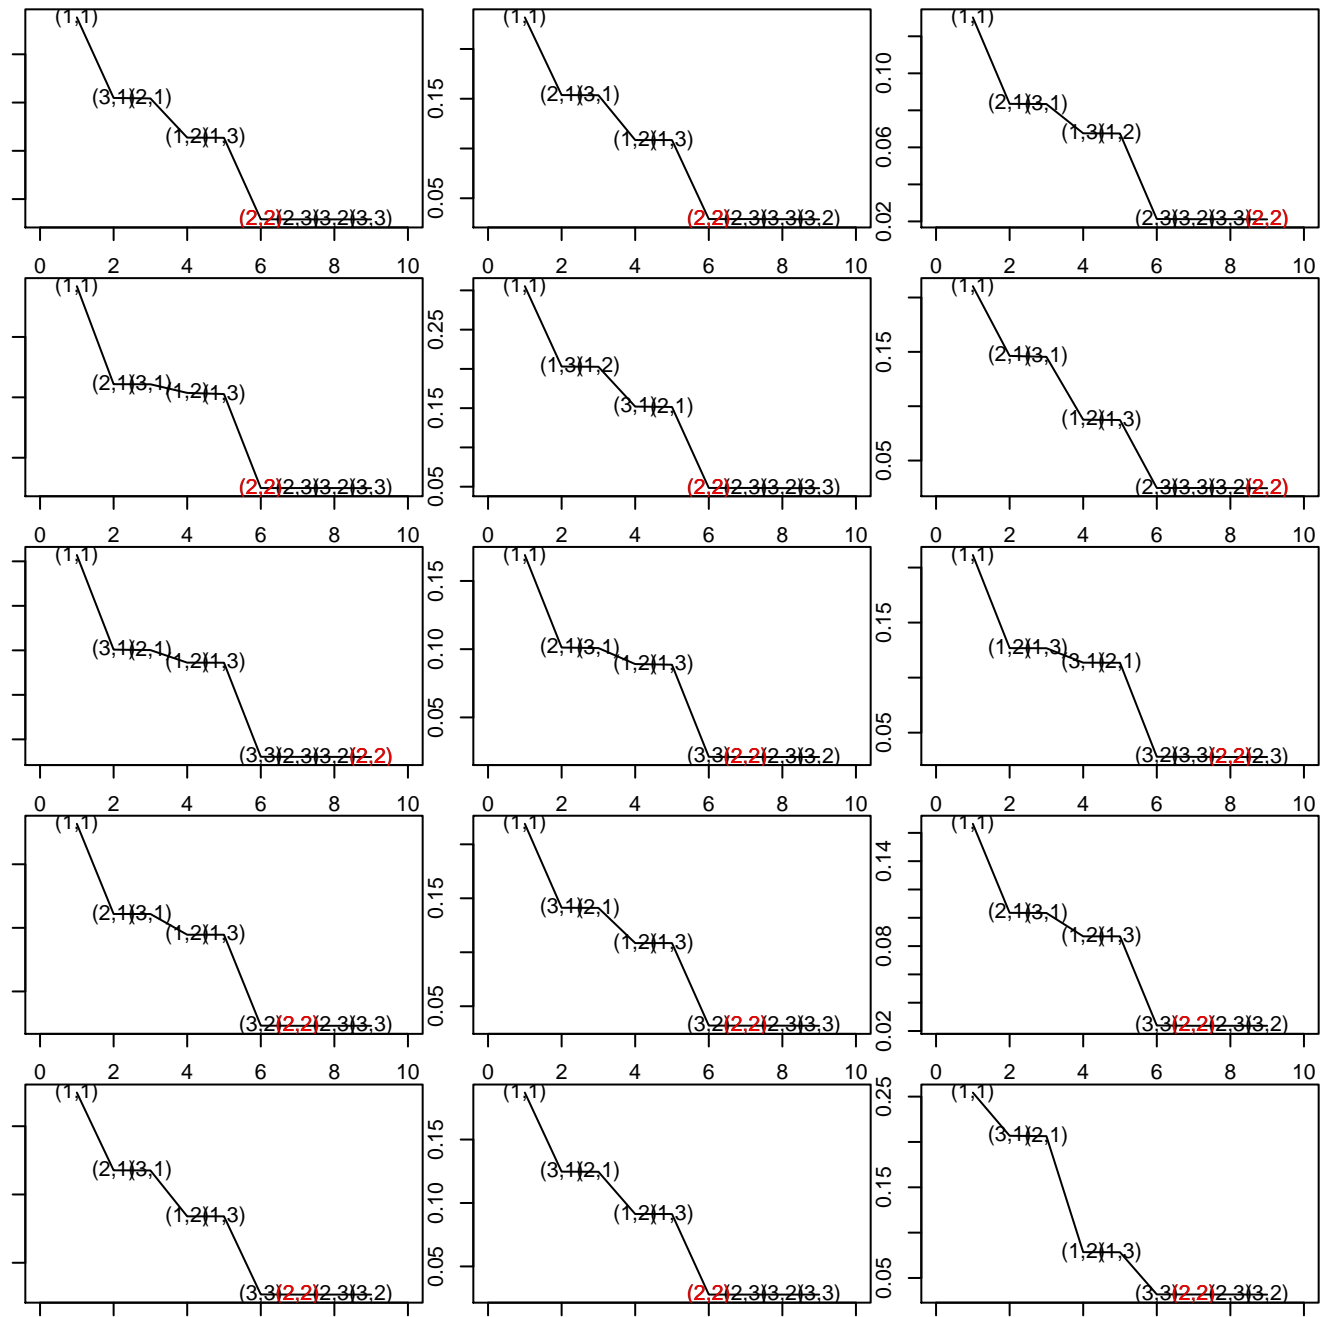 (1,1) (1,1) (1,1)
(3,1) (2,1) 0.15 (2,1) (3,1) 0.10 (2,1) (3,1)
(1,2) (1,3) (1,2) (1,3) 0.06 (1,3) (1,2)
0.05 0.02
(2,2) (2,3) (3,2) (3,3) (2,2) (2,3) (3,3) (3,2) (2,3) (3,2) (3,3) (2,2)
0 2 4 6 8 10 0 2 4 6 8 10 0 2 4 6 8 10
(1,1) (1,1) (1,1)
0.25 0.15
(2,1) (3,1) (1,2) (1,3) (1,3) (1,2) (2,1) (3,1)
0.15 (3,1) (2,1) (1,2) (1,3)
0.05 0.05
(2,2) (2,3) (3,2) (3,3) (2,2) (2,3) (3,2) (3,3) (2,3) (3,3) (3,2) (2,2)
0 2 4 6 8 10 0 2 4 6 8 10 0 2 4 6 8 10
(1,1) (1,1) (1,1)
0.15 0.15
(3,1) (2,1) 0.10 (2,1) (3,1) (1,2) (1,3)
(1,2) (1,3) (1,2) (1,3) (3,1) (2,1)
0.05 0.05
(3,3) (2,3) (3,2) (2,2) (3,3) (2,2) (2,3) (3,2) (3,2) (3,3) (2,2) (2,3)
0 2 4 6 8 10 0 2 4 6 8 10 0 2 4 6 8 10
(1,1) (1,1) (1,1)
0.15 0.14
(2,1) (3,1) (3,1) (2,1) (2,1) (3,1)
(1,2) (1,3) (1,2) (1,3) 0.08 (1,2) (1,3)
0.05 0.02
(3,2) (2,2) (2,3) (3,3) (3,2) (2,2) (2,3) (3,3) (3,3) (2,2) (2,3) (3,2)
0 2 4 6 8 10 0 2 4 6 8 10 0 2 4 6 8 10
(1,1) (1,1) 0.25 (1,1)
0.15 (3,1) (2,1)
(2,1) (3,1) (3,1) (2,1) 0.15
(1,2) (1,3) 0.10 (1,2) (1,3) (1,2) (1,3)
0.05 0.05
(3,3) (2,2) (2,3) (3,2) (2,2) (2,3) (3,2) (3,3) (3,3) (2,2) (2,3) (3,2)